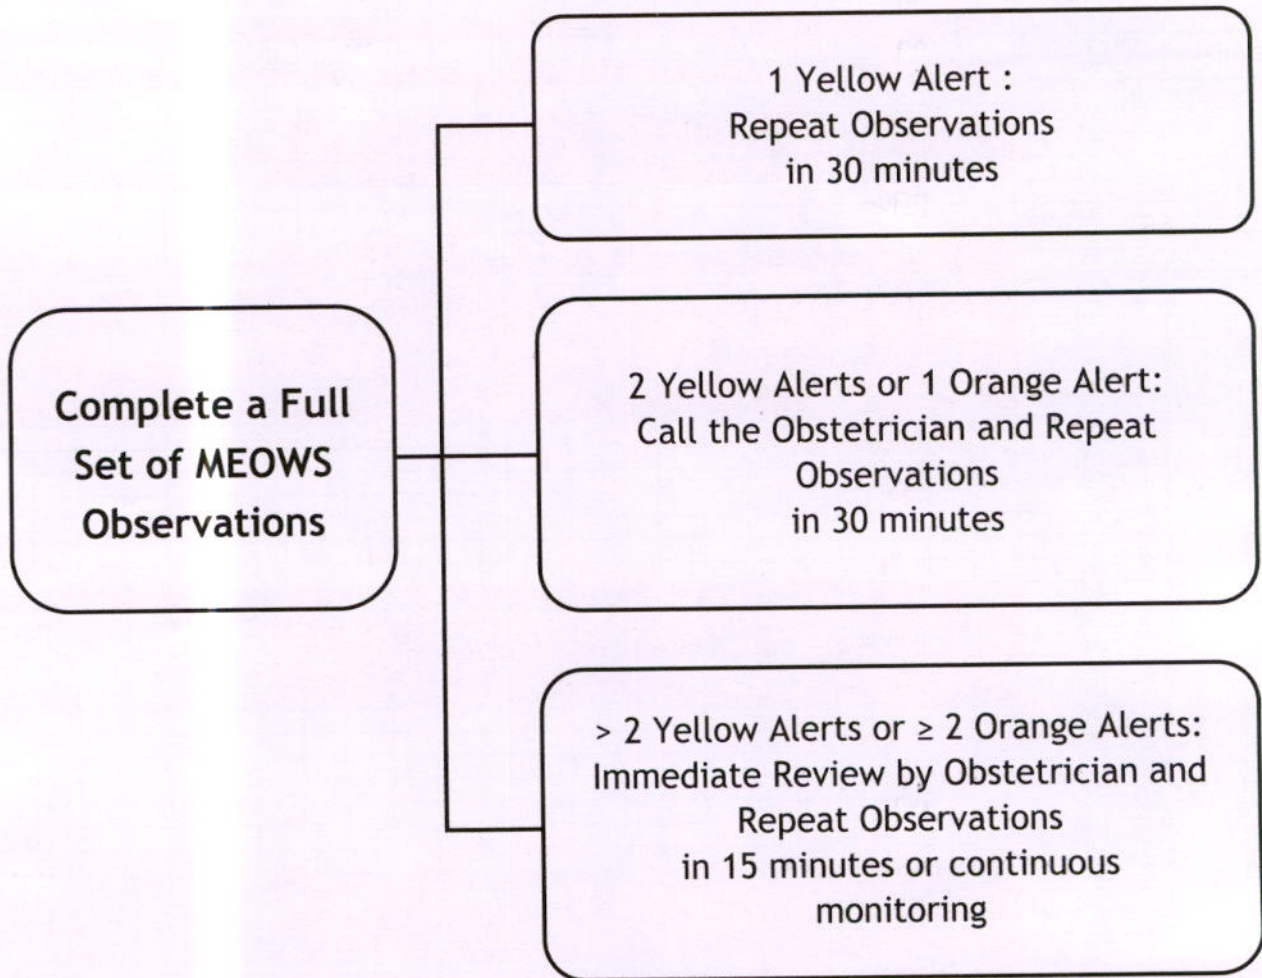 Complete a Full
Set of MEOWS
Observations
1 Yellow Alert :
Repeat Observations
in 30 minutes
2 Yellow Alerts or 1 Orange Alert:
Call the Obstetrician and Repeat
Observations
in 30 minutes
> 2 Yellow Alerts or ≥ 2 Orange Alerts:
Immediate Review by Obstetrician and
Repeat Observations
in 15 minutes or continuous
monitoring